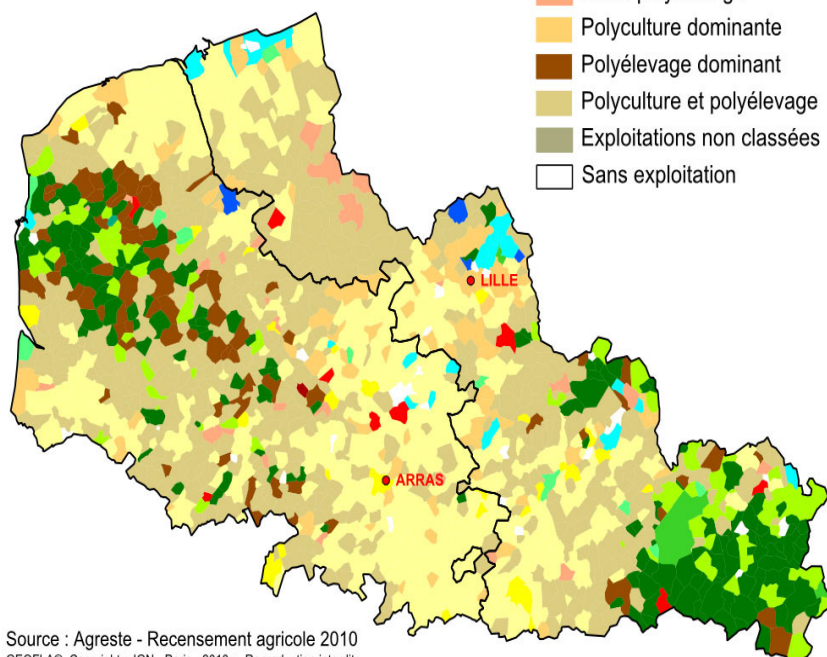 Polyculture dominante
Polyélevage dominant
Polyculture et polyélevage
Exploitations non classées
Sans exploitation
LILLE
ARRAS
Source : Agreste - Recensement agricole 2010